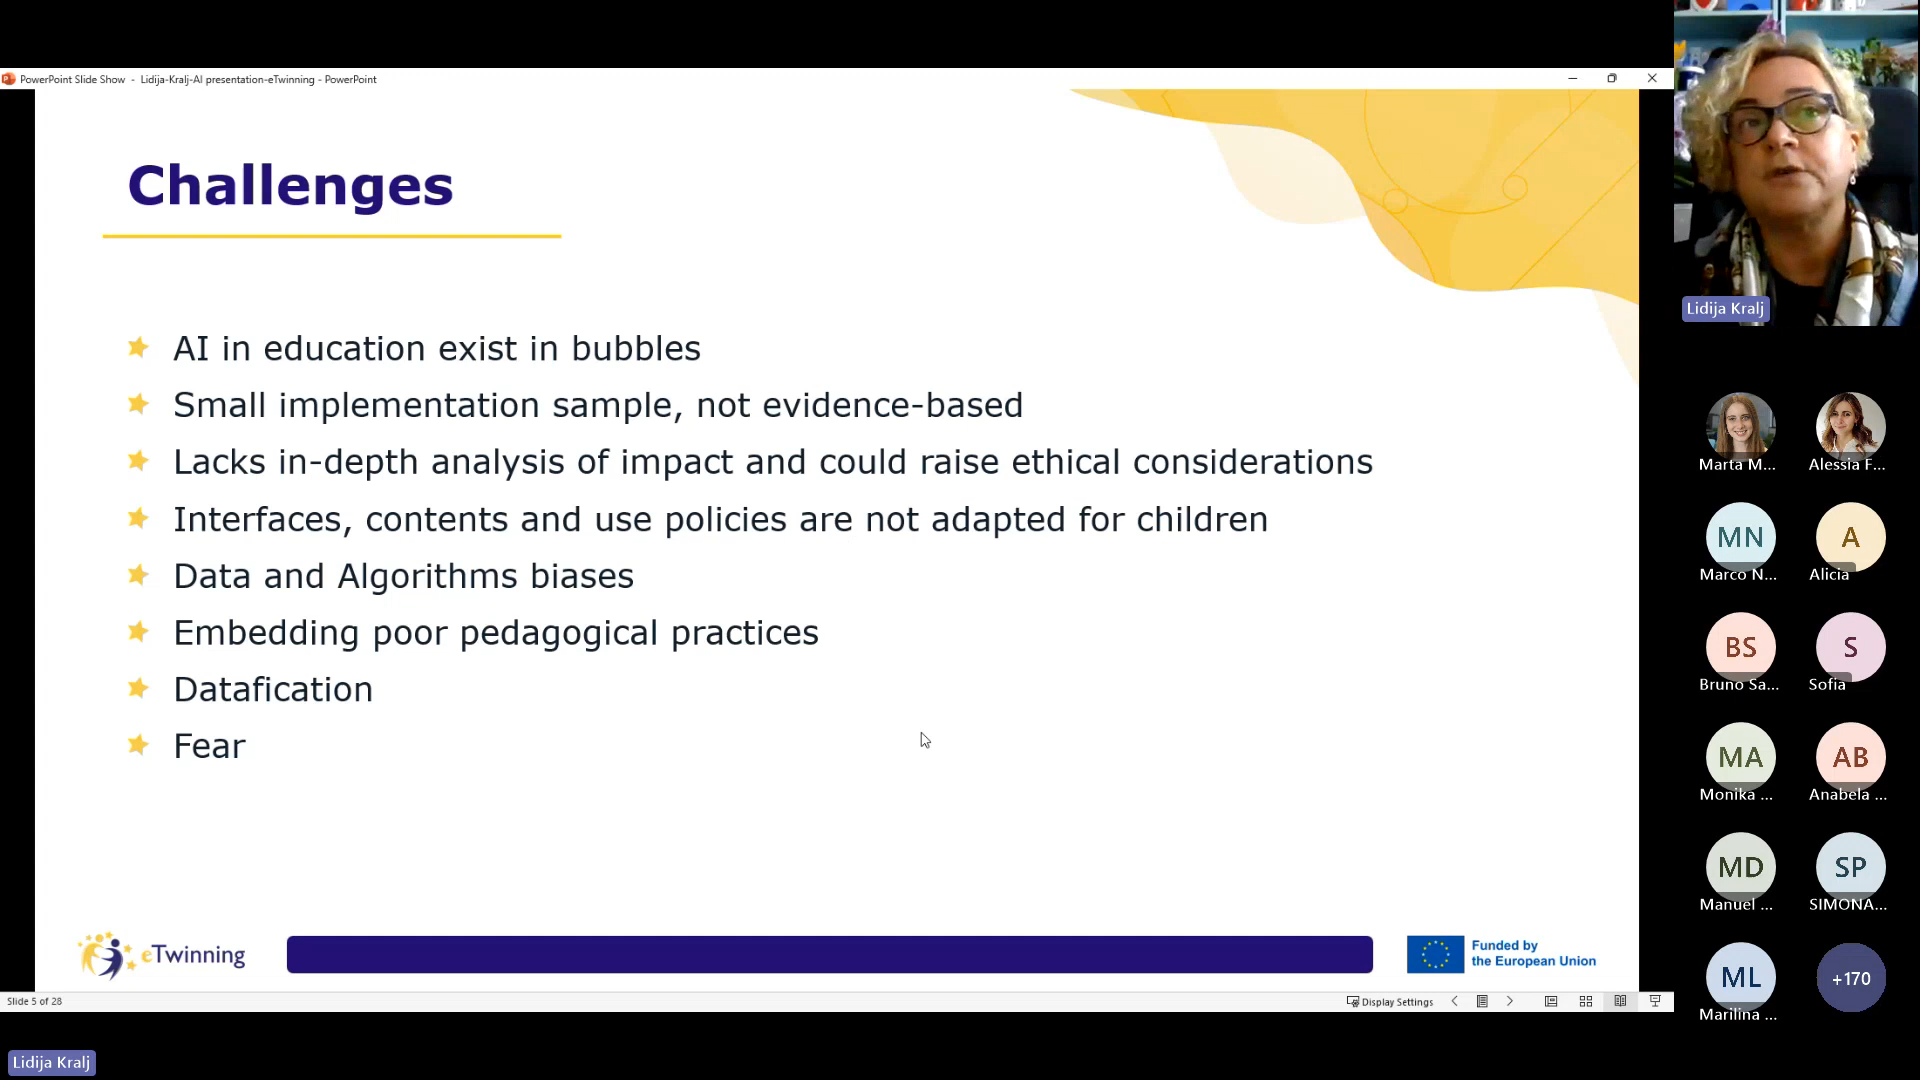 PowerPoint Slide Show - Lidija-Kralj-AI presentation-eTwinning - PowerPoint
Challenges
AI in education exist in bubbles
Small implementation sample, not evidence-based
Lacks in-depth analysis of impact and could raise ethical considerations
Interfaces, contents and use policies are not adapted for children
Data and Algorithms biases
Embedding poor pedagogical practices
Datafication
Fear
eTwinning
Funded by
the European Union
Slide 5 of 28
Display Settings
Lidija Kralj
Lidija Kralj
Marta M...
Alessia F...
MN
Marco N...
A
Alicia
BS
Bruno Sa...
S
Sofia
MA
Monika ...
AB
Anabela ...
MD
Manuel ...
SP
SIMONA...
ML
Marilina ...
+170